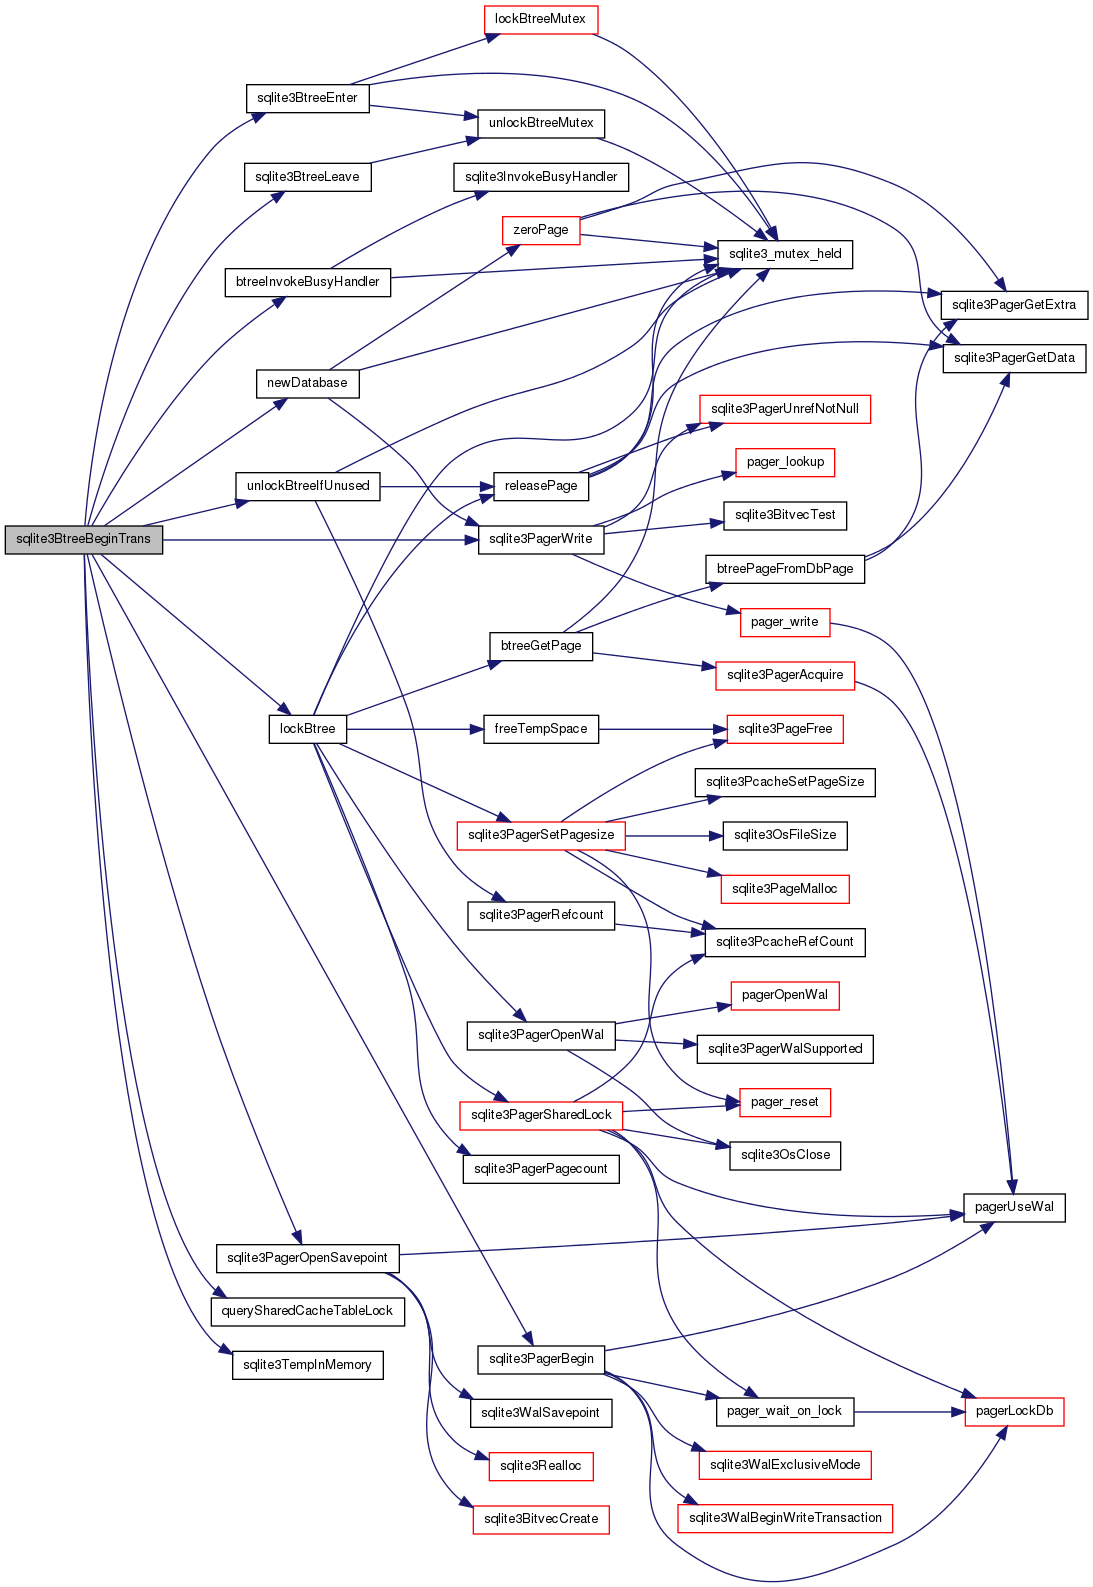 lockBtreeMutex
sqlite3BtreeEnter
unlockBtreeMutex
sqlite3BtreeLeave
sqlite3InvokeBusyHandler
zeroPage
sqlite3_mutex_held
btreeInvokeBusyHandler
sqlite3PagerGetExtra
sqlite3PagerGetData
newDatabase
sqlite3PagerUnrefNotNull
pager_lookup
unlockBtreeIfUnused
releasePage
sqlite3BitvecTest
sqlite3BtreeBeginTrans
sqlite3PagerWrite
btreePageFromDbPage
pager_write
btreeGetPage
sqlite3PagerAcquire
lockBtree
freeTempSpace
sqlite3PageFree
sqlite3PcacheSetPageSize
sqlite3PagerSetPagesize
sqlite3OsFileSize
sqlite3PageMalloc
sqlite3PagerRefcount
sqlite3PcacheRefCount
pagerOpenWal
sqlite3PagerOpenWal
sqlite3PagerWalSupported
pager_reset
sqlite3PagerSharedLock
sqlite3OsClose
sqlite3PagerPagecount
pagerUseWal
sqlite3PagerOpenSavepoint
querySharedCacheTableLock
sqlite3PagerBegin
sqlite3TempInMemory
sqlite3WalSavepoint
pager_wait_on_lock
pagerLockDb
sqlite3Realloc
sqlite3WalExclusiveMode
sqlite3BitvecCreate
sqlite3WalBeginWriteTransaction